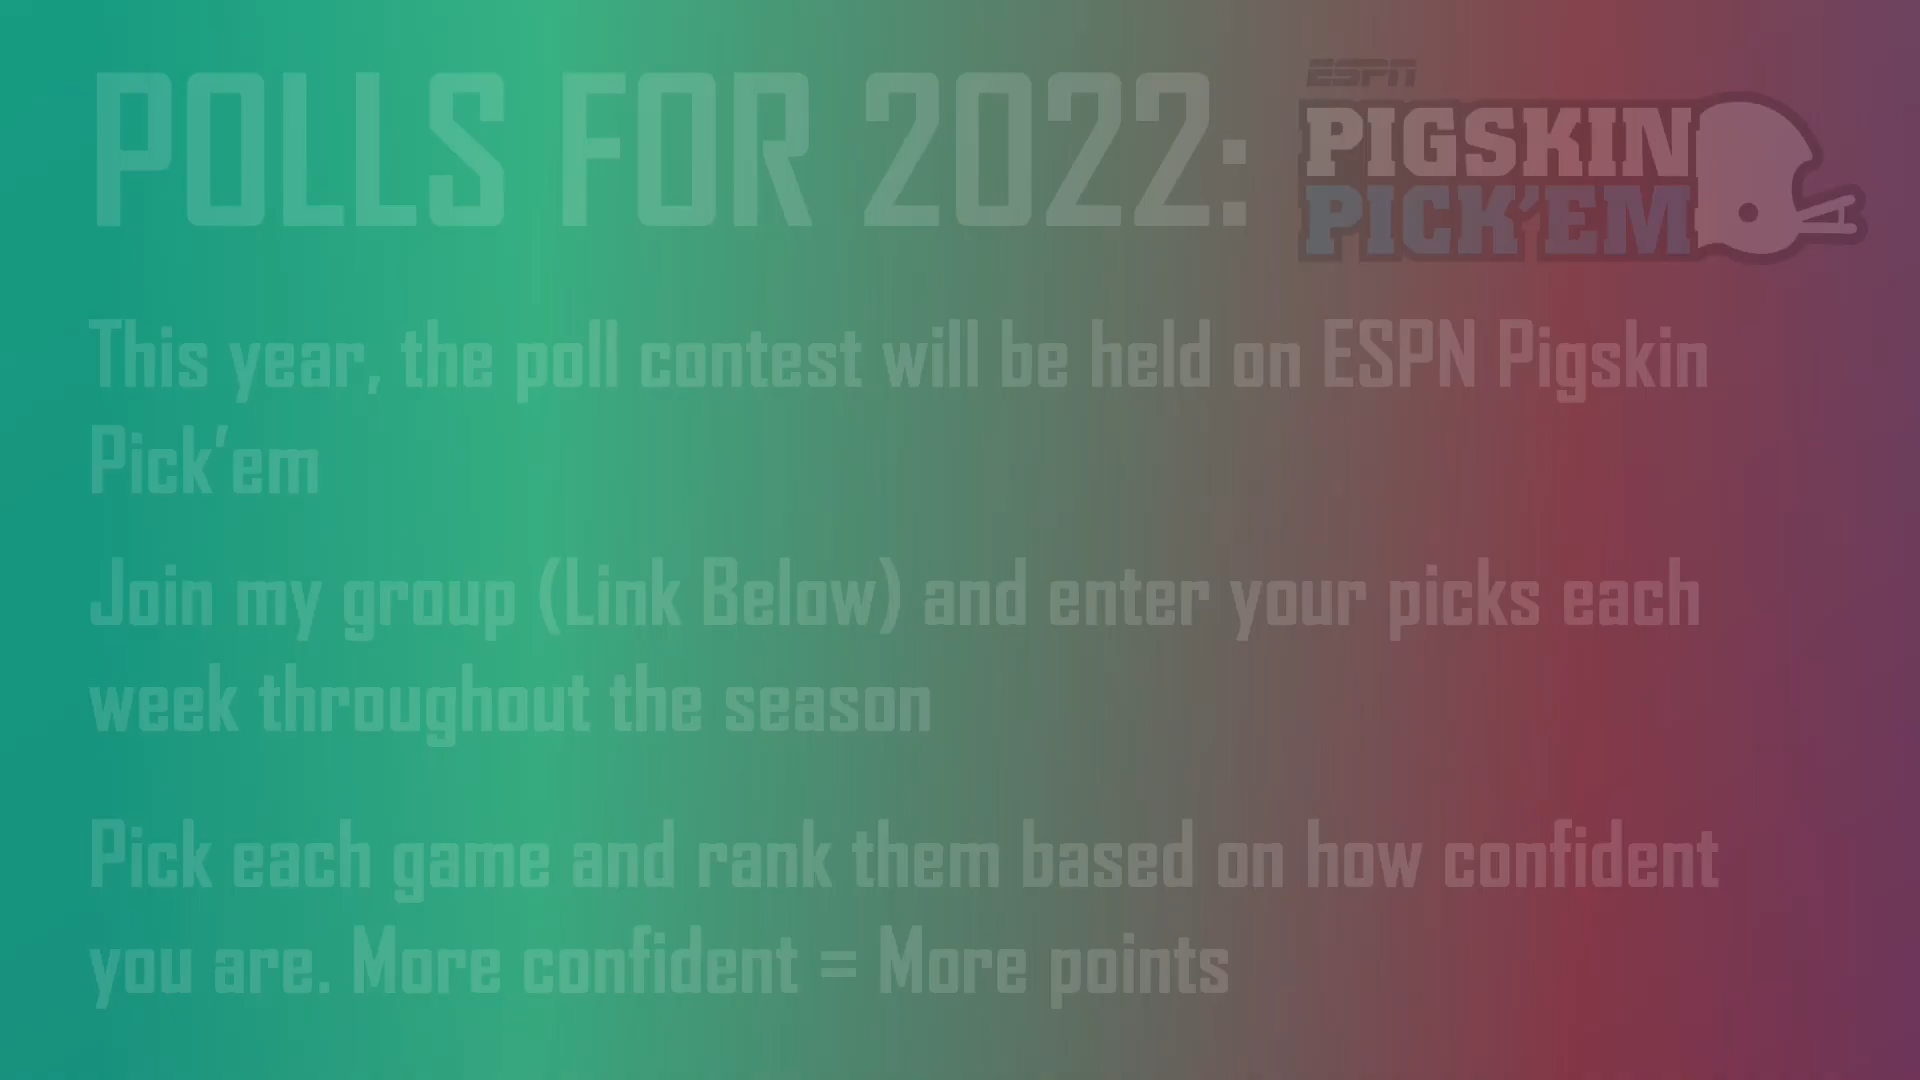 POLLS FOR 2022:
ESPN
PIGSKIN
PICK'EM
This year, the poll contest will be held on ESPN Pigskin
Pick’em
Join my group (Link Below) and enter your picks each
week throughout the season
Pick each game and rank them based on how confident
you are. More confident = More points